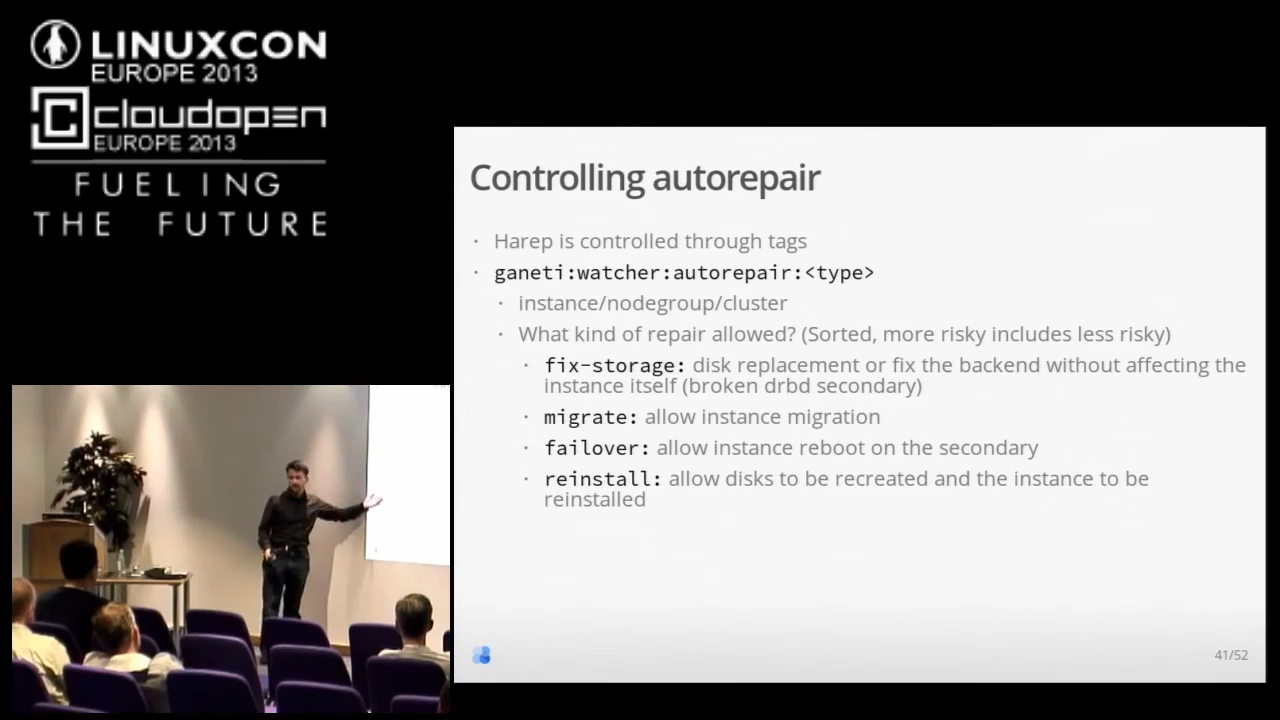 LINUXCON
EUROPE 2013
cloudopen
EUROPE 2013
FUELING
THE FUTURE
Controlling autorepair
· Harep is controlled through tags
· ganeti:watcher:autorepair:<type>
· instance/nodegroup/cluster
· What kind of repair allowed? (Sorted, more risky includes less risky)
· fix-storage: disk replacement or fix the backend without affecting the
instance itself (broken drbd secondary)
· migrate: allow instance migration
· failover: allow instance reboot on the secondary
· reinstall: allow disks to be recreated and the instance to be
reinstalled
41/52